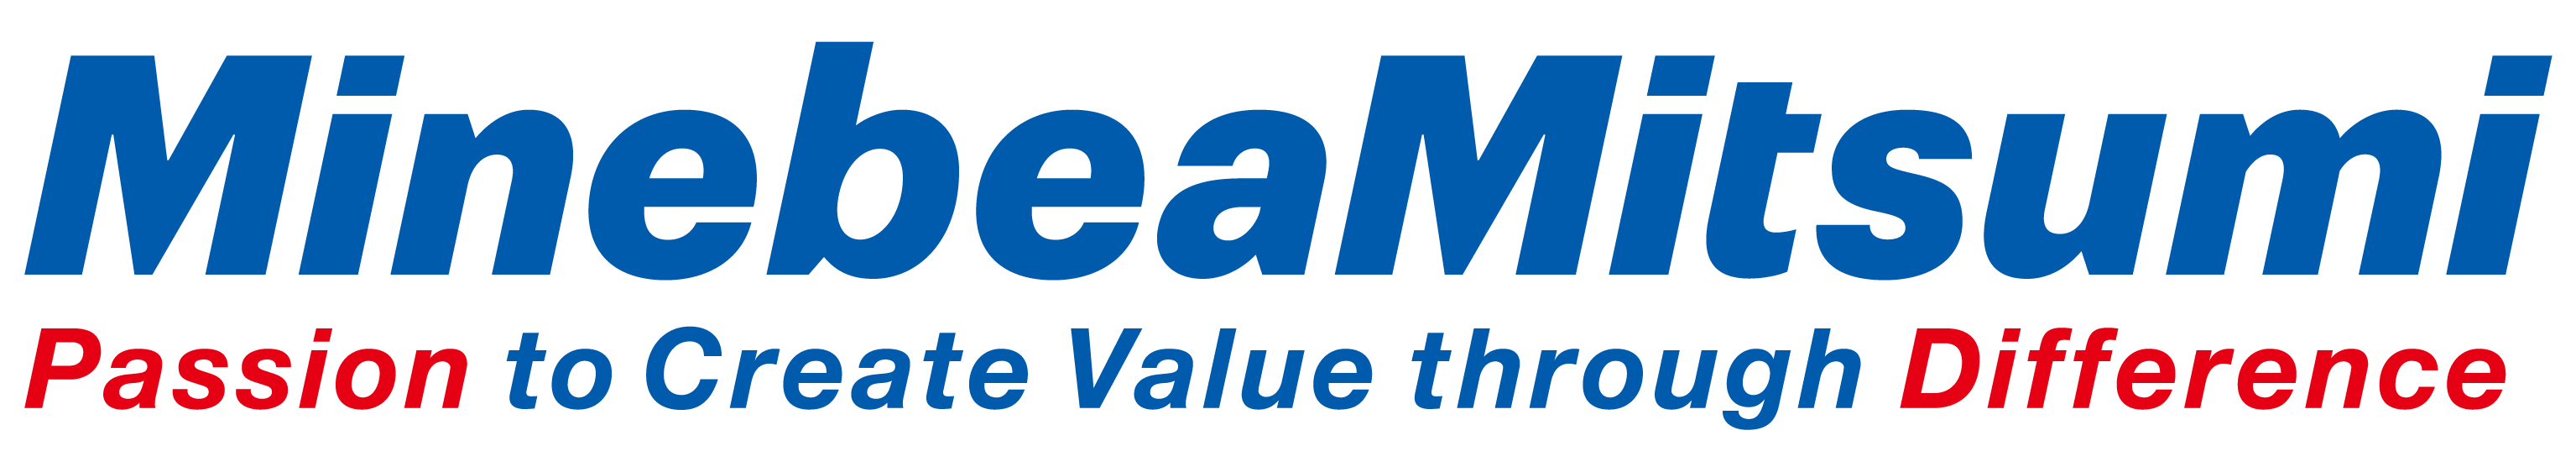 MinebeaMitsumi
Passion to Create Value through Difference